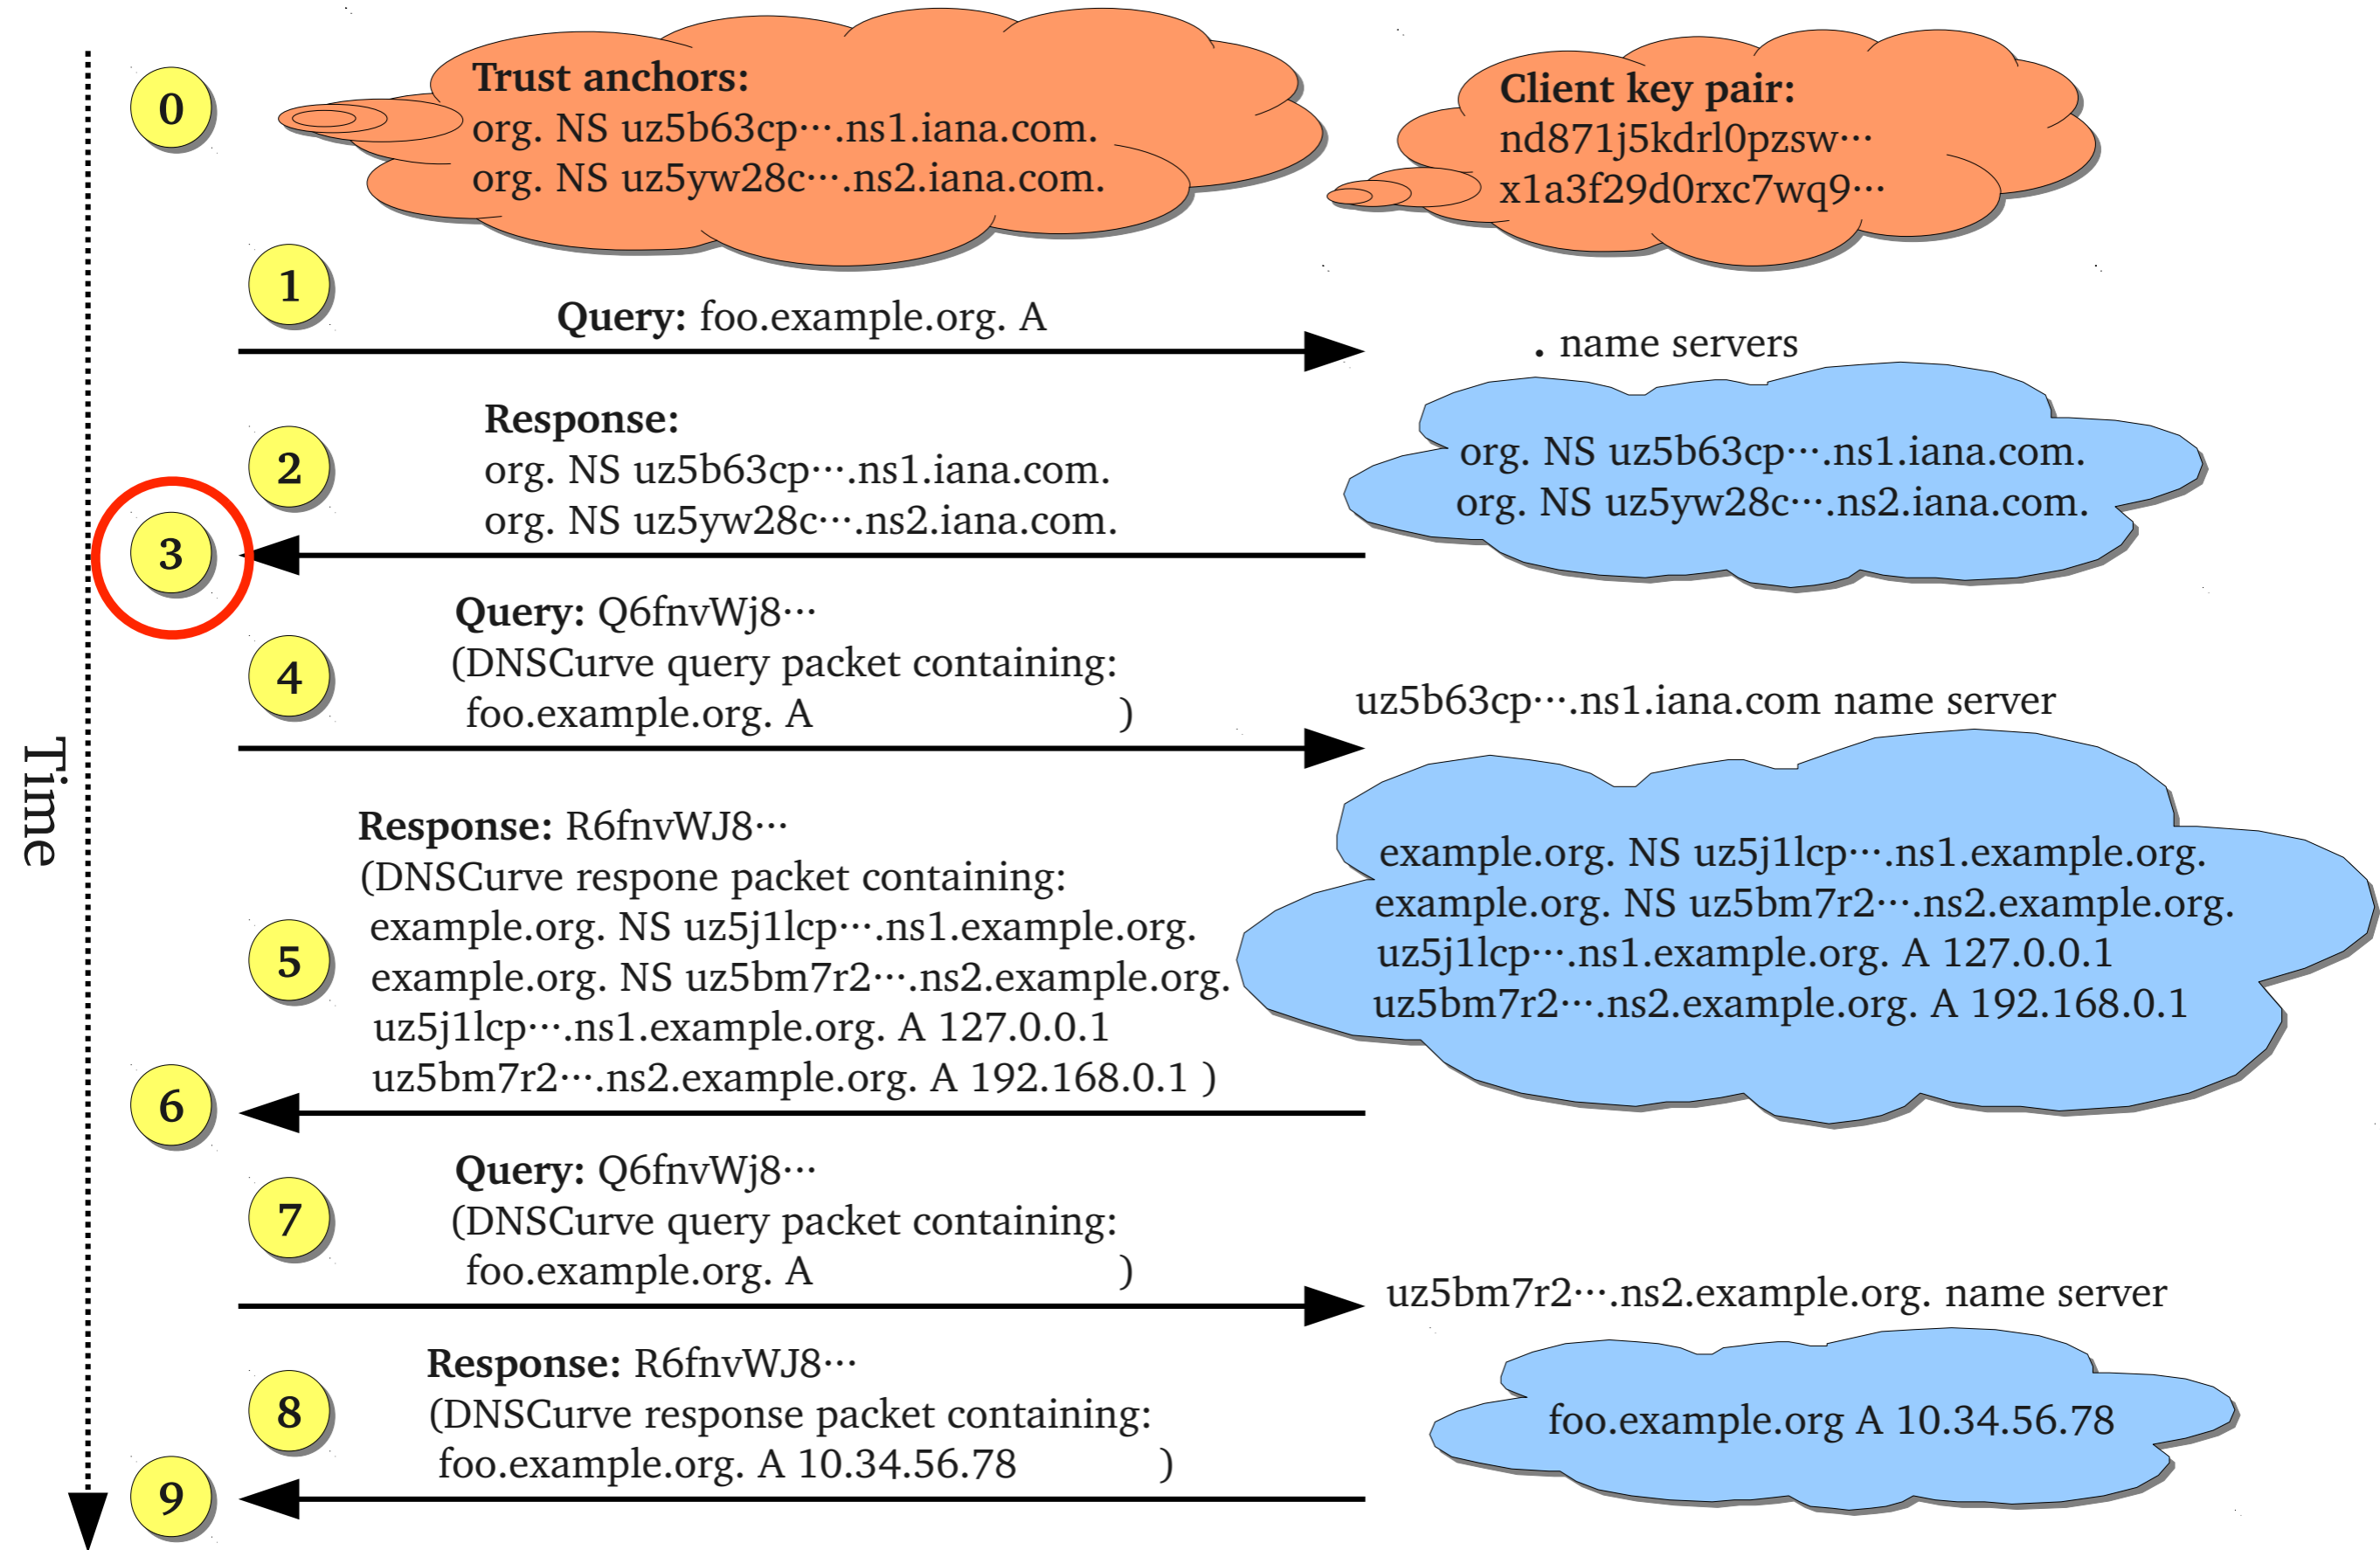 0
Trust anchors:
org. NS uz5b63cp···.ns1.iana.com.
org. NS uz5yw28c···.ns2.iana.com.
Client key pair:
nd871j5kdrl0pzsw···
x1a3f29d0rxc7wq9···
1
Query: foo.example.org. A
. name servers
2
Response:
org. NS uz5b63cp···.ns1.iana.com.
org. NS uz5yw28c···.ns2.iana.com.
org. NS uz5b63cp···.ns1.iana.com.
org. NS uz5yw28c···.ns2.iana.com.
3
4
Query: Q6fnvWj8···
(DNSCurve query packet containing:
foo.example.org. A )
uz5b63cp···.ns1.iana.com name server
Time
5
Response: R6fnvWJ8···
(DNSCurve respone packet containing:
example.org. NS uz5j1lcp···.ns1.example.org.
example.org. NS uz5bm7r2···.ns2.example.org.
uz5j1lcp···.ns1.example.org. A 127.0.0.1
uz5bm7r2···.ns2.example.org. A 192.168.0.1 )
example.org. NS uz5j1lcp···.ns1.example.org.
example.org. NS uz5bm7r2···.ns2.example.org.
uz5j1lcp···.ns1.example.org. A 127.0.0.1
uz5bm7r2···.ns2.example.org. A 192.168.0.1
6
7
Query: Q6fnvWj8···
(DNSCurve query packet containing:
foo.example.org. A )
uz5bm7r2···.ns2.example.org. name server
8
Response: R6fnvWJ8···
(DNSCurve response packet containing:
foo.example.org. A 10.34.56.78 )
foo.example.org A 10.34.56.78
9